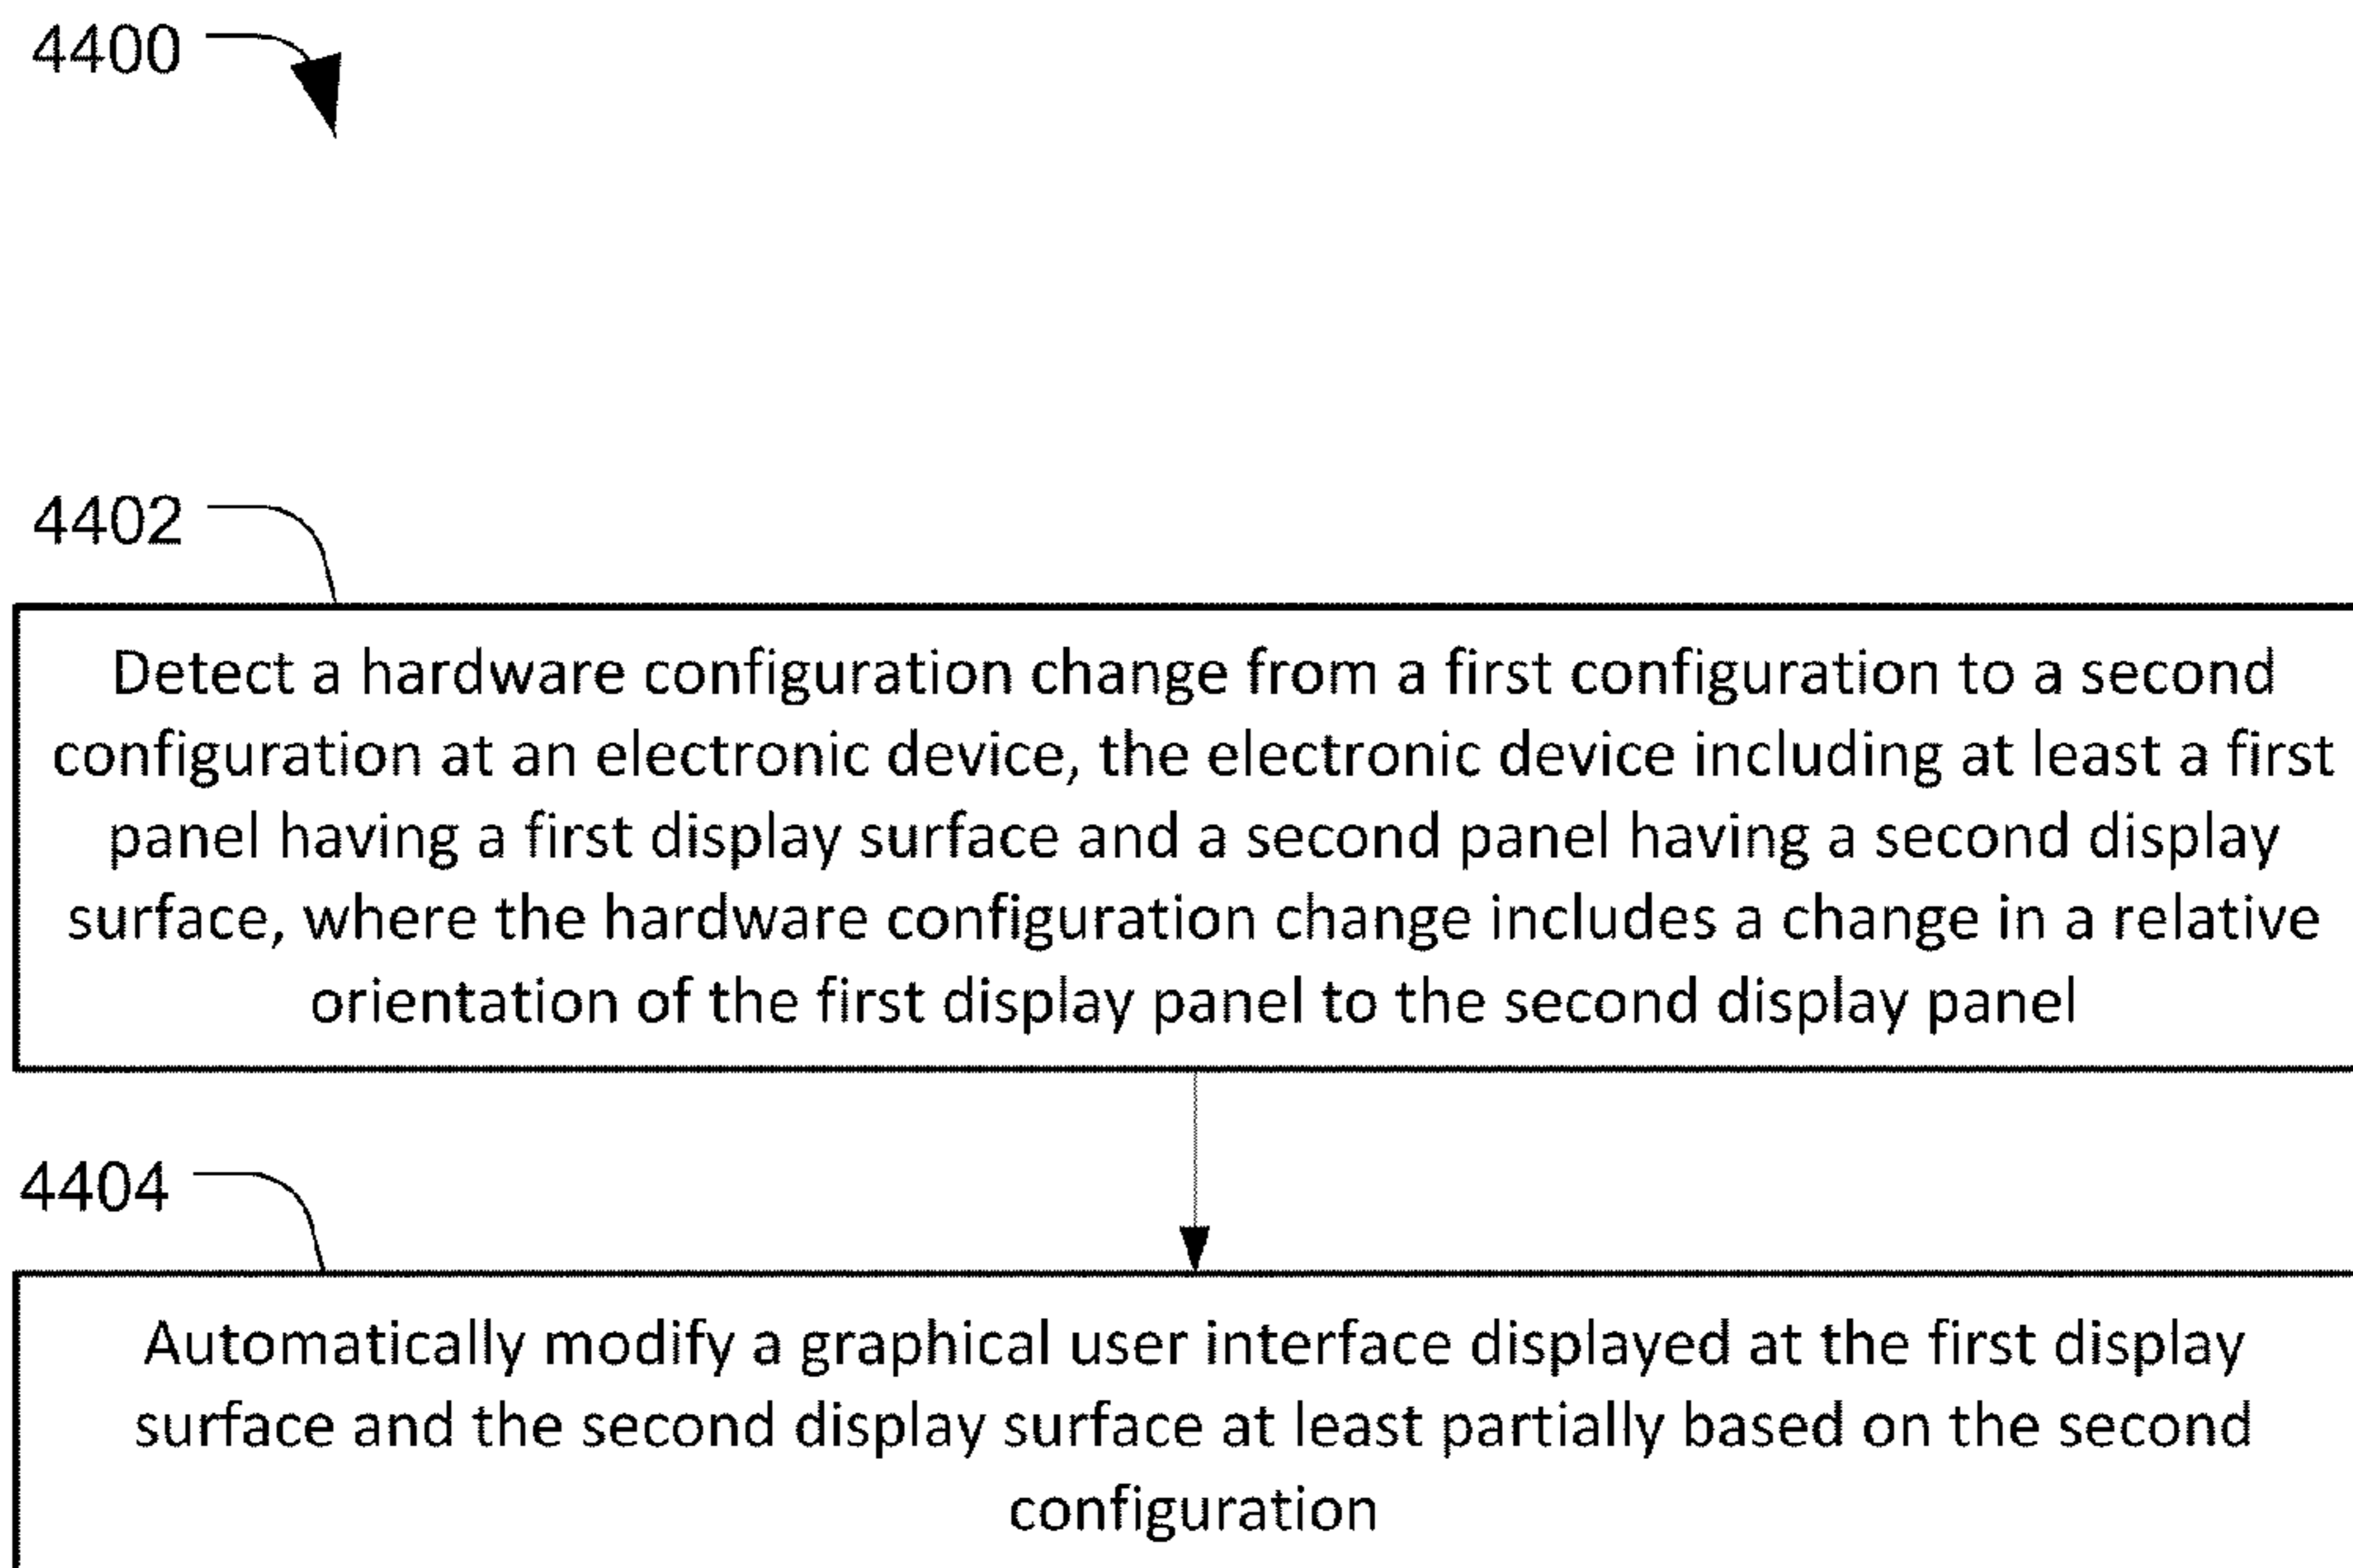 4400
4402
Detect a hardware configuration change from a first configuration to a second
configuration at an electronic device, the electronic device including at least a first
panel having a first display surface and a second panel having a second display
surface, where the hardware configuration change includes a change in a relative
orientation of the first display panel to the second display panel
4404
Automatically modify a graphical user interface displayed at the first display
surface and the second display surface at least partially based on the second
configuration